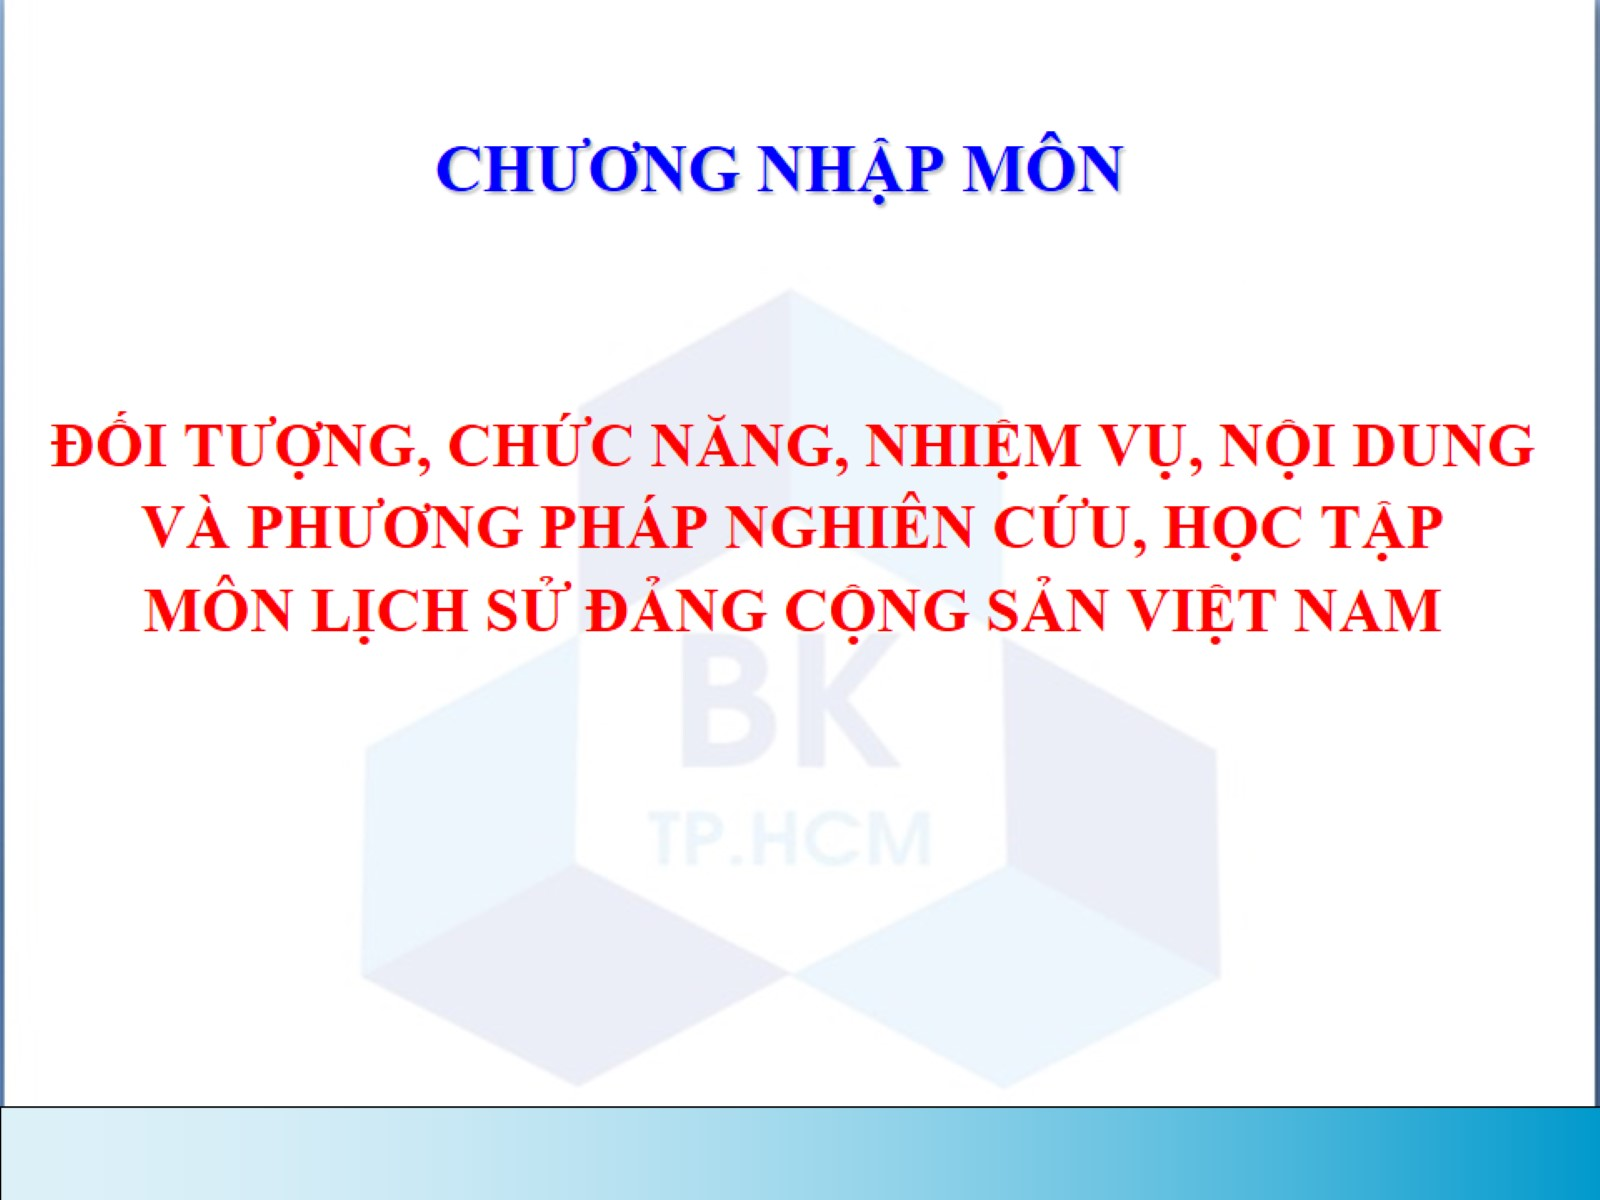 CHƯƠNG NHẬP MÔN
ĐỐI TƯỢNG, CHỨC NĂNG, NHIỆM VỤ, NỘI DUNG
VÀ PHƯƠNG PHÁP NGHIÊN CỨU, HỌC TẬP
MÔN LỊCH SỬ ĐẢNG CỘNG SẢN VIỆT NAM
BK
TP.HCM